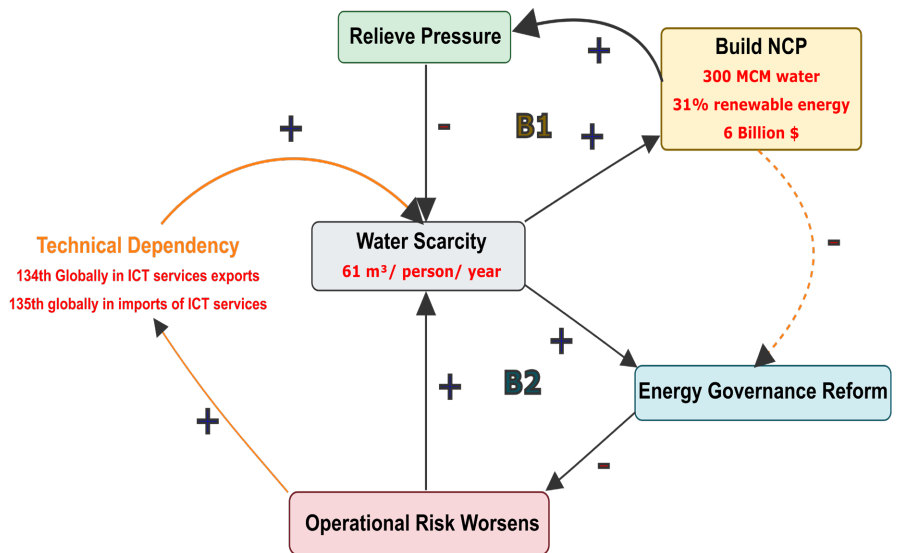 Relieve Pressure
Build NCP
300 MCM water
31% renewable energy
6 Billion $
+
+
-
B1
+
-
Water Scarcity
61 m³/ person/ year
Technical Dependency
134th Globally in ICT services exports
135th globally in imports of ICT services
+
+
B2
Energy Governance Reform
+
-
Operational Risk Worsens